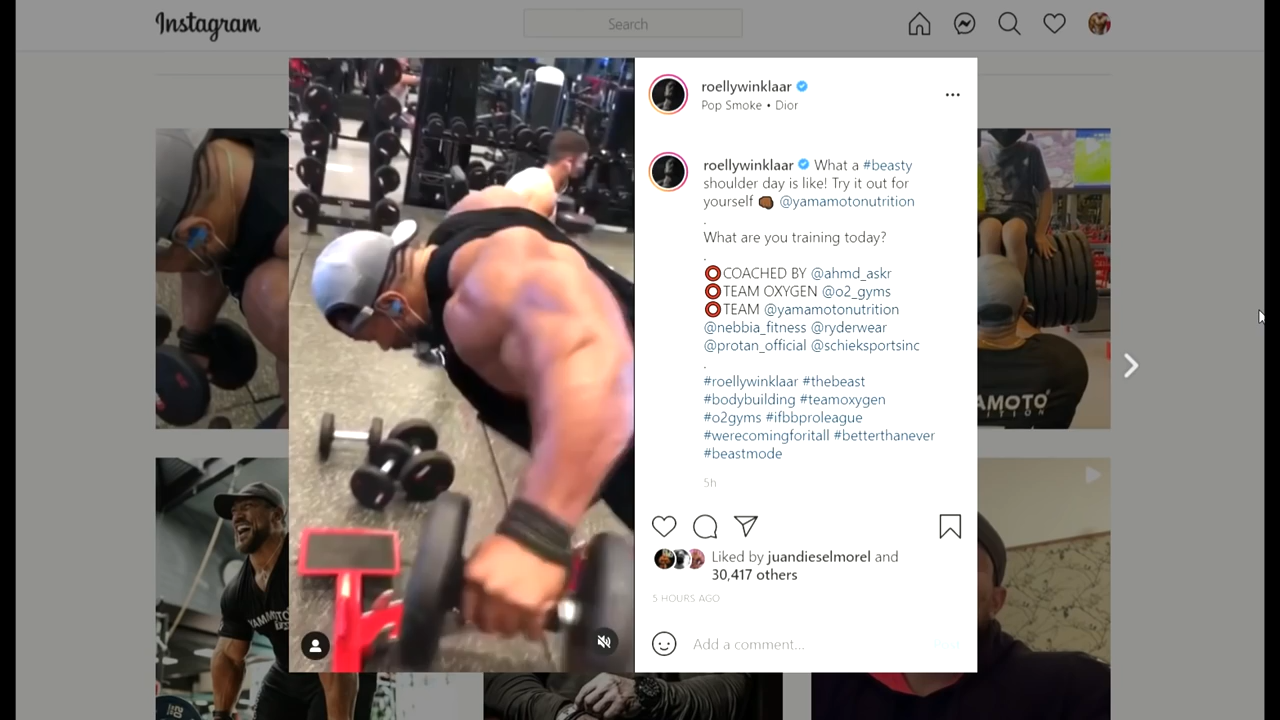 Instagram
Search
roellywinklaar
Pop Smoke • Dior
roellywinklaar What a #beasty
shoulder day is like! Try it out for
yourself 👊🏾 @yamamotonutrition
.
What are you training today?
.
⭕COACHED BY @ahmd_askr
⭕TEAM OXYGEN @o2_gyms
⭕TEAM @yamamotonutrition
@nebbia_fitness @ryderwear
@protan_official @schieksportsinc
.
#roellywinklaar #thebeast
#bodybuilding #teamoxygen
#o2gyms #ifbbproleague
#werecomingforitall #betterthanever
#beastmode
5h
Liked by juandieselmorel and
30,417 others
5 HOURS AGO
Add a comment...
Post
AMOTO